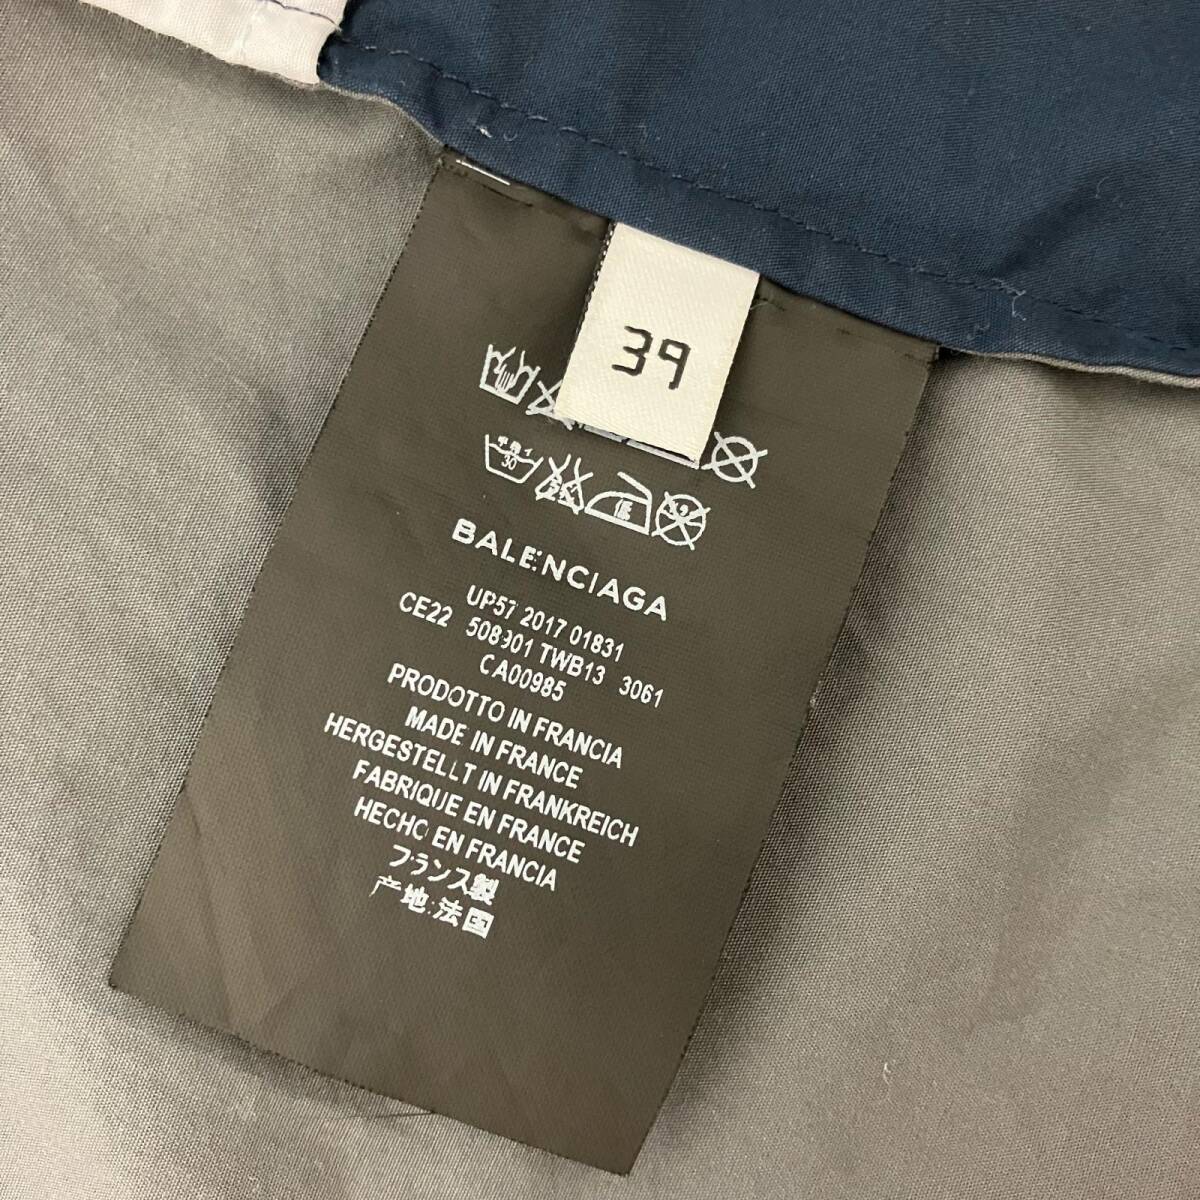 39
30
BALENCIAGA
UP57 2017 01831
CE22 508901 TWB13 3061
CA00985
PRODOTTO IN FRANCIA
MADE IN FRANCE
HERGESTELLT IN FRANKREICH
FABRIQUE EN FRANCE
HECHO EN FRANCIA
フランス製
产地:法国